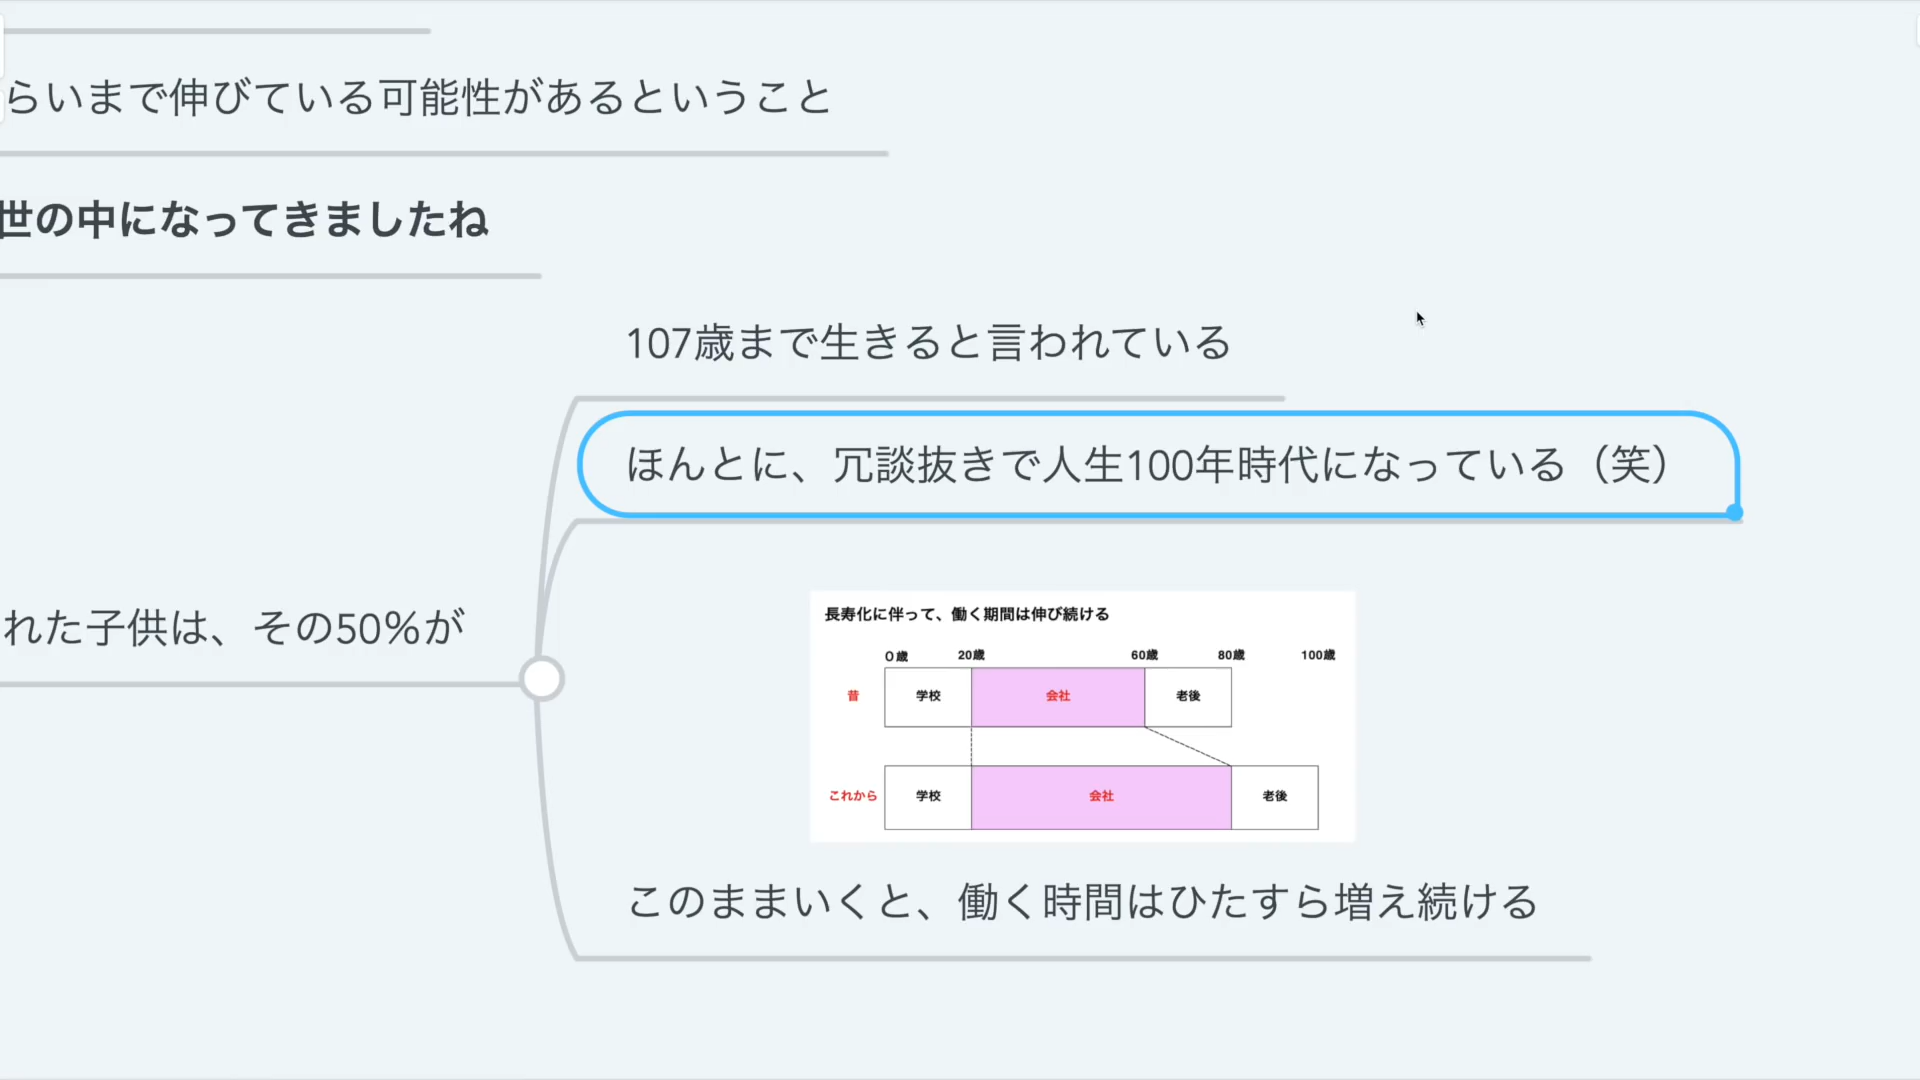 らいまで伸びている可能性があるということ
世の中になってきましたね
107歳まで生きると言われている
ほんとに、冗談抜きで人生100年時代になっている（笑）
れた子供は、その50%が
長寿化に伴って、働く期間は伸び続ける
0歳 20歳 60歳 80歳 100歳
昔 学校 会社 老後
これから 学校 会社 老後
このままいくと、働く時間はひたすら増え続ける